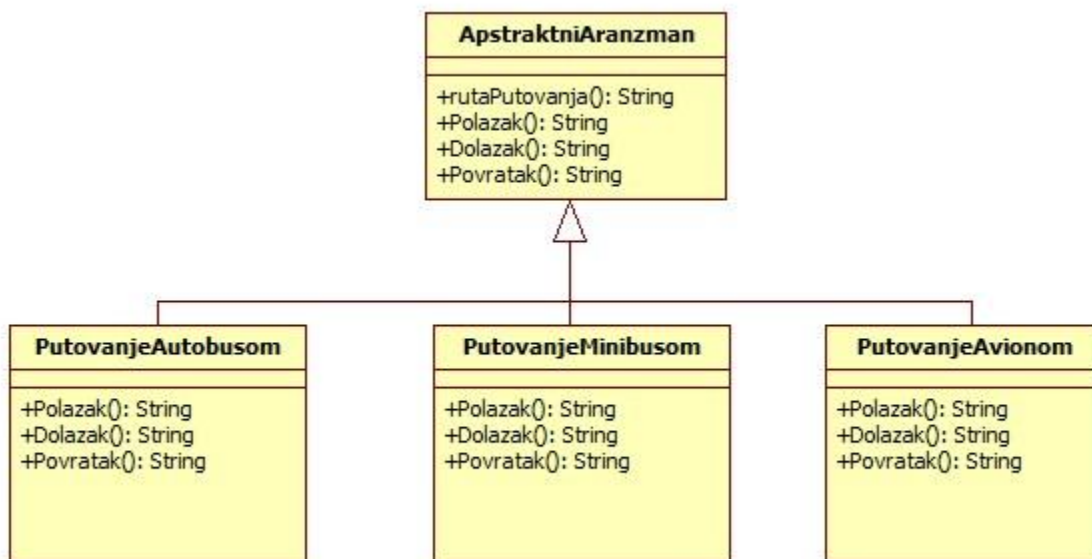 ApstraktniAranzman
+rutaPutovanja(): String
+Polazak(): String
+Dolazak(): String
+Povratak(): String
PutovanjeAutobusom
+Polazak(): String
+Dolazak(): String
+Povratak(): String
PutovanjeMinibusom
+Polazak(): String
+Dolazak(): String
+Povratak(): String
PutovanjeAvionom
+Polazak(): String
+Dolazak(): String
+Povratak(): String